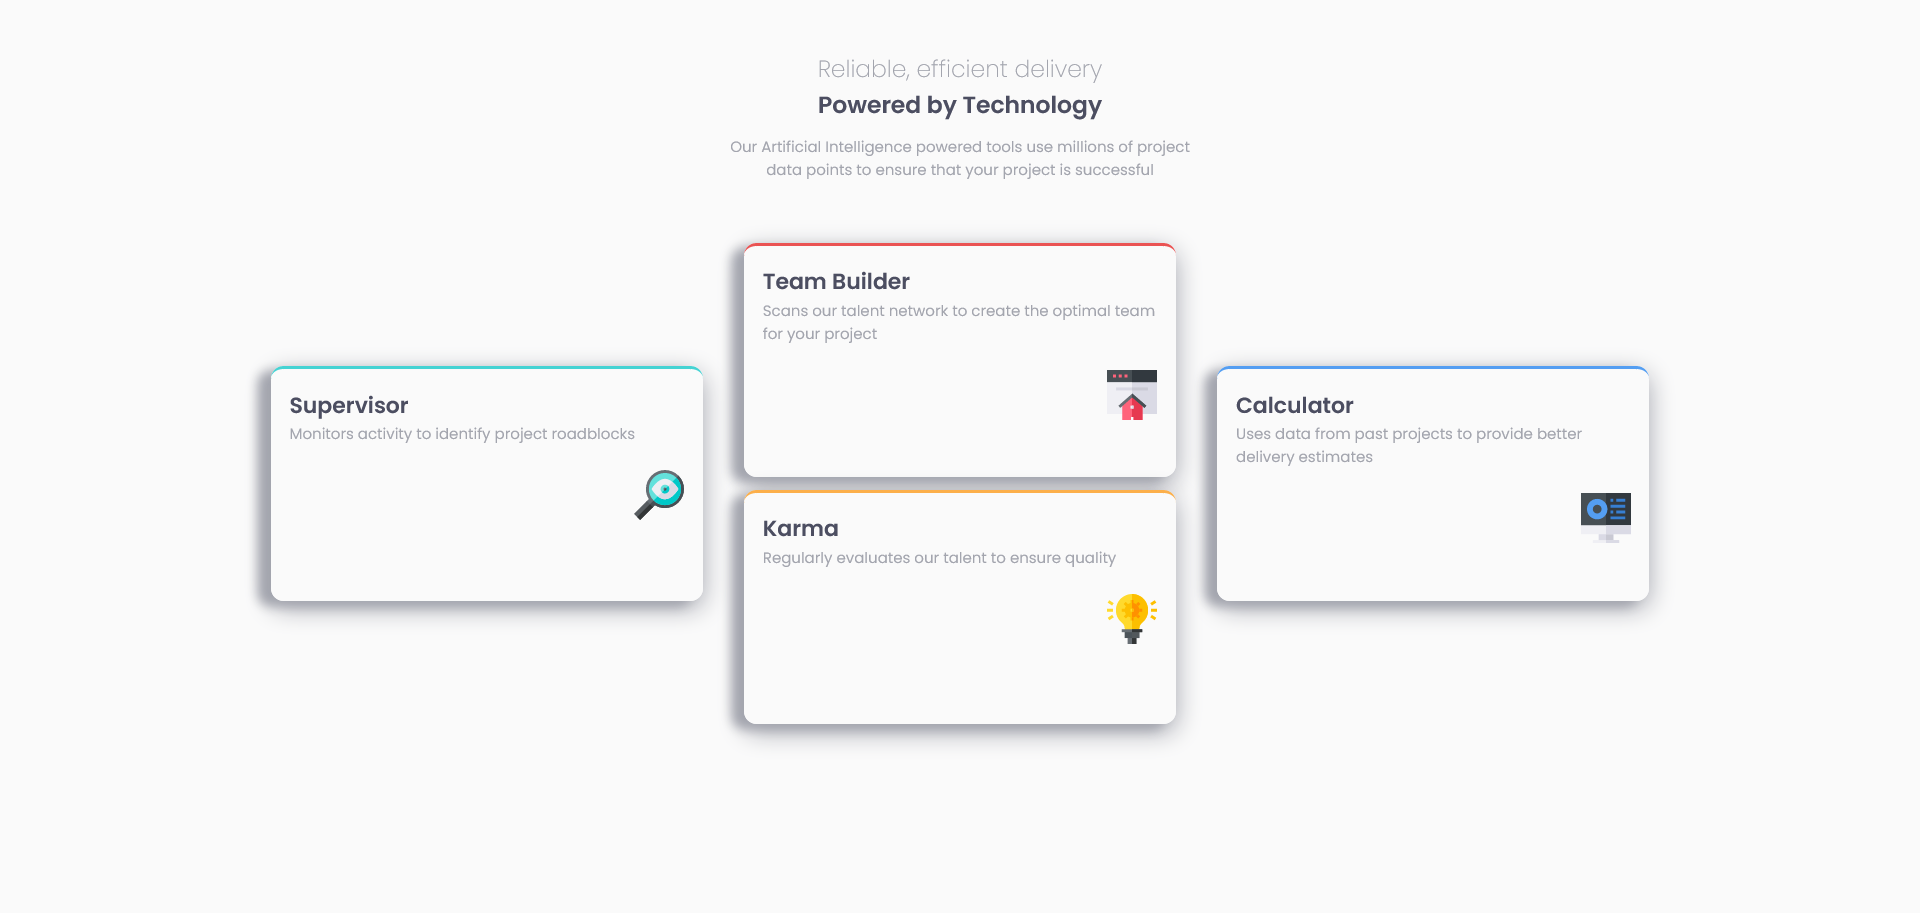 Reliable, efficient delivery
Powered by Technology
Our Artificial Intelligence powered tools use millions of project
data points to ensure that your project is successful
Supervisor
Monitors activity to identify project roadblocks
Team Builder
Scans our talent network to create the optimal team
for your project
Karma
Regularly evaluates our talent to ensure quality
Calculator
Uses data from past projects to provide better
delivery estimates